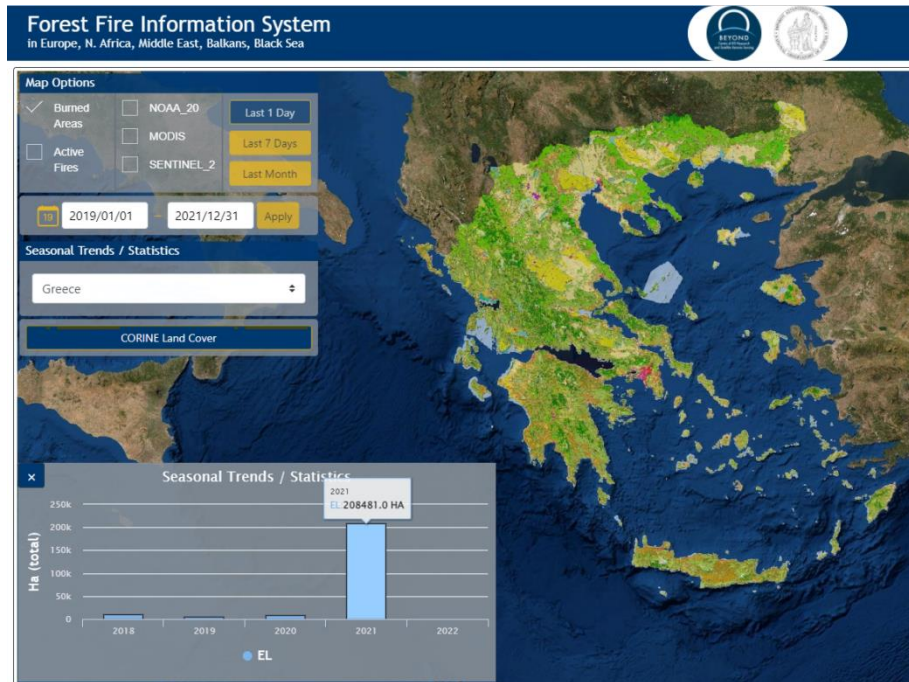 Forest Fire Information System
in Europe, N. Africa, Middle East, Balkans, Black Sea
BEYOND
Map Options
Burned
Areas
Active
Fires
NOAA_20
MODIS
SENTINEL_2
Last 1 Day
Last 7 Days
Last Month
19
2019/01/01
-
2021/12/31
Apply
Seasonal Trends / Statistics
Greece
CORINE Land Cover
×
Seasonal Trends / Statistics
2021
EL 208481.0 HA
Ha (total)
250k
200k
150k
100k
50k
0
2018
2019
2020
2021
2022
EL